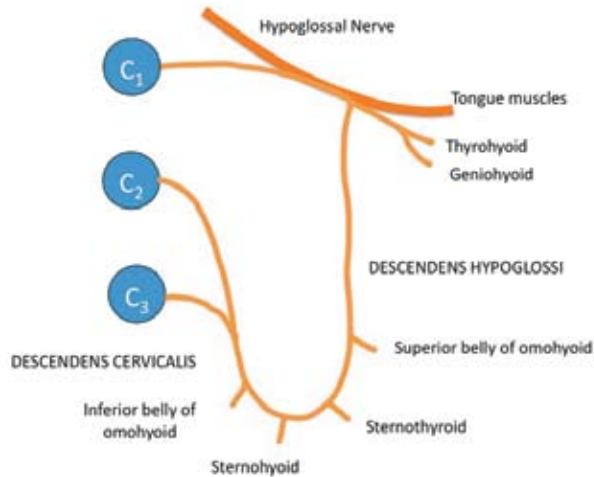 Hypoglossal Nerve
C₁
Tongue muscles
Thyrohyoid
Geniohyoid
C₂
DESCENDENS HYPOGLOSSI
C₃
Superior belly of omohyoid
DESCENDENS CERVICALIS
Inferior belly of
omohyoid
Sternothyroid
Sternohyoid